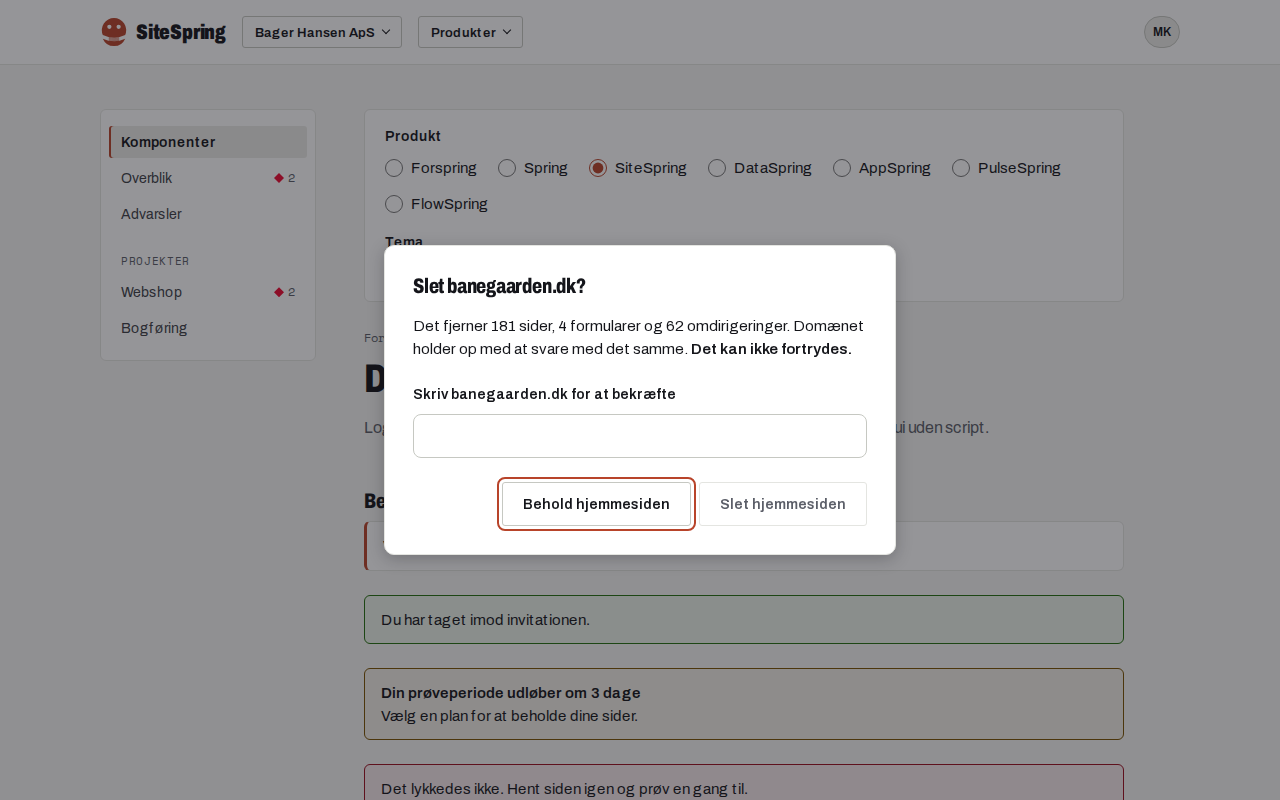 SiteSpring
Bager Hansen ApS
Produkter
MK
Komponenter
Overblik 2
Advarsler
PROJEKTER
Webshop 2
Bogføring
Produkt
Forspring Spring SiteSpring DataSpring AppSpring PulseSpring
FlowSpring
Tema
Slet banegaarden.dk?
Det fjerner 181 sider, 4 formularer og 62 omdirigeringer. Domænet
holder op med at svare med det samme. Det kan ikke fortrydes.
Skriv banegaarden.dk for at bekræfte
Behold hjemmesiden
Slet hjemmesiden
uden script.
Du har taget imod invitationen.
Din prøveperiode udløber om 3 dage
Vælg en plan for at beholde dine sider.
Det lykkedes ikke. Hent siden igen og prøv en gang til.